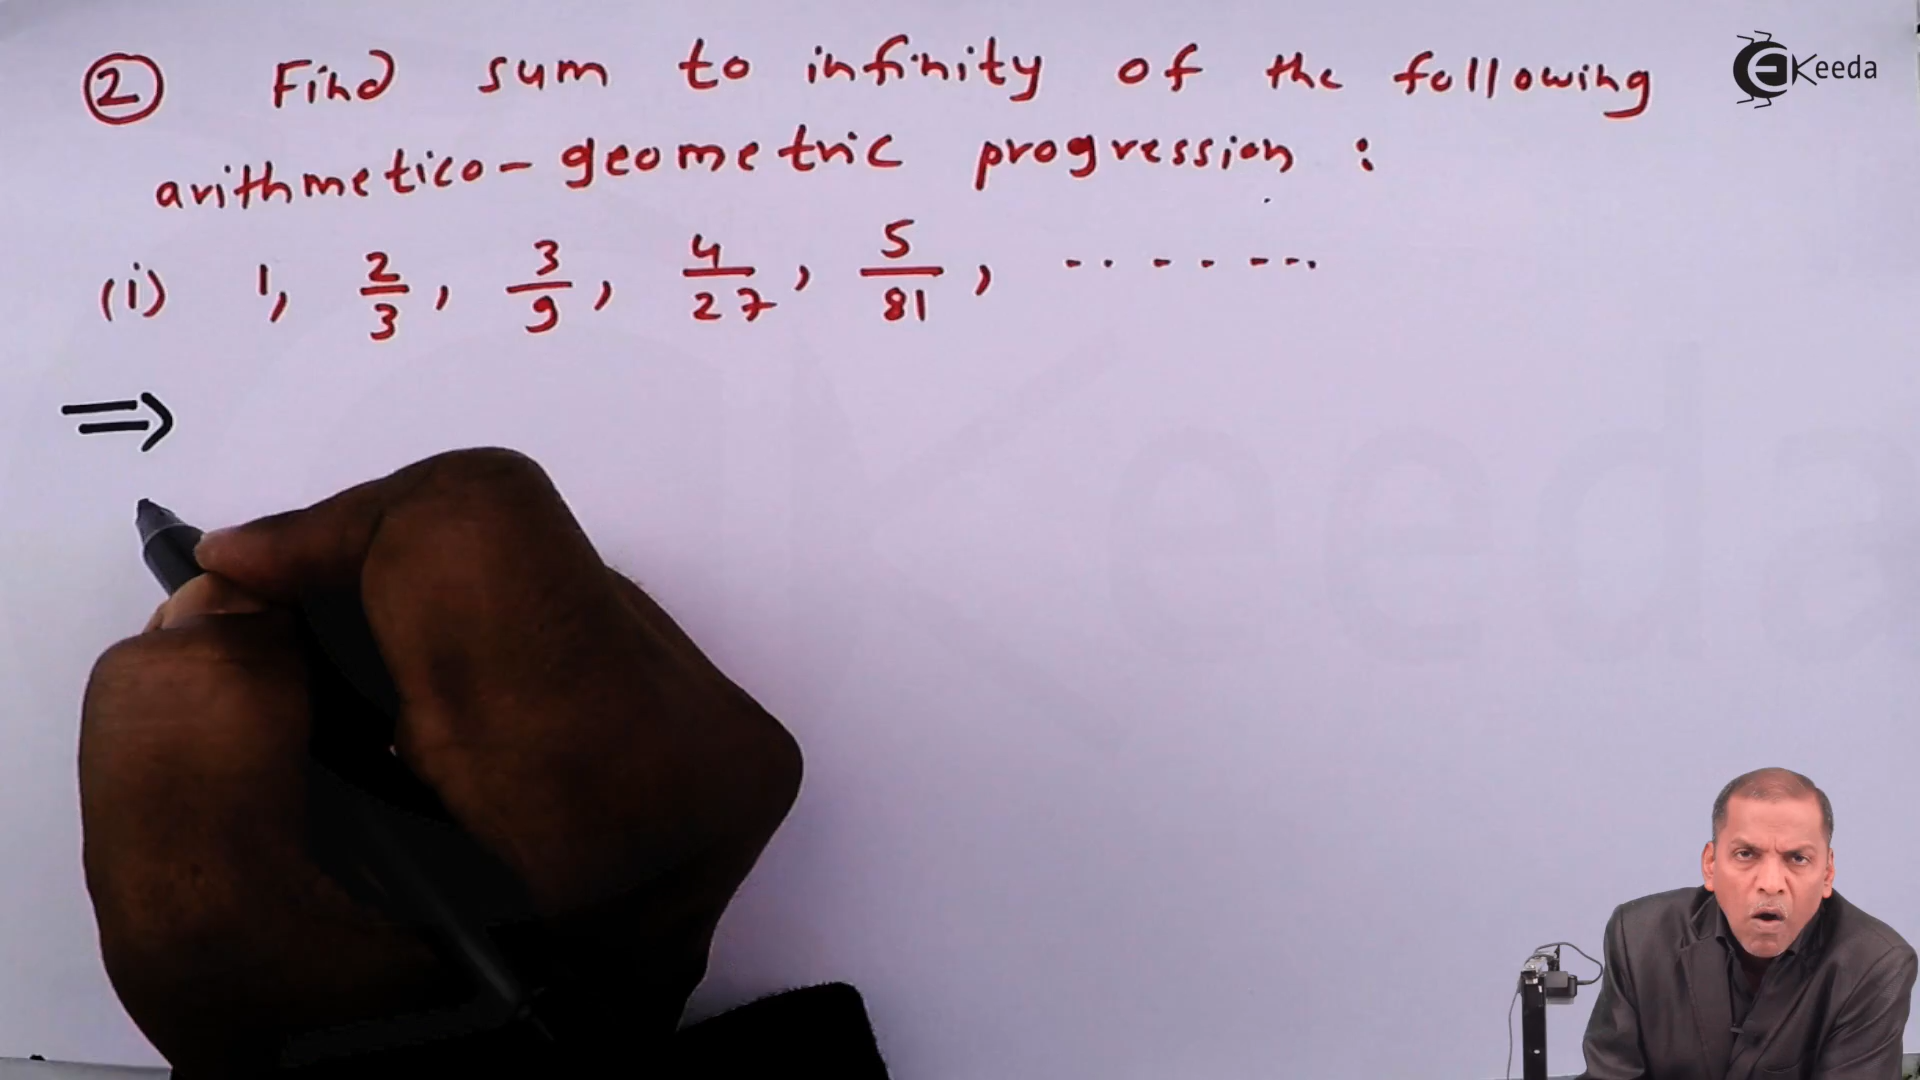 ② Find sum to infinity of the following
arithmetico-geometric progression :
(i) 1, 2/3, 3/9, 4/27, 5/81, .......
eKeeda
Keeda